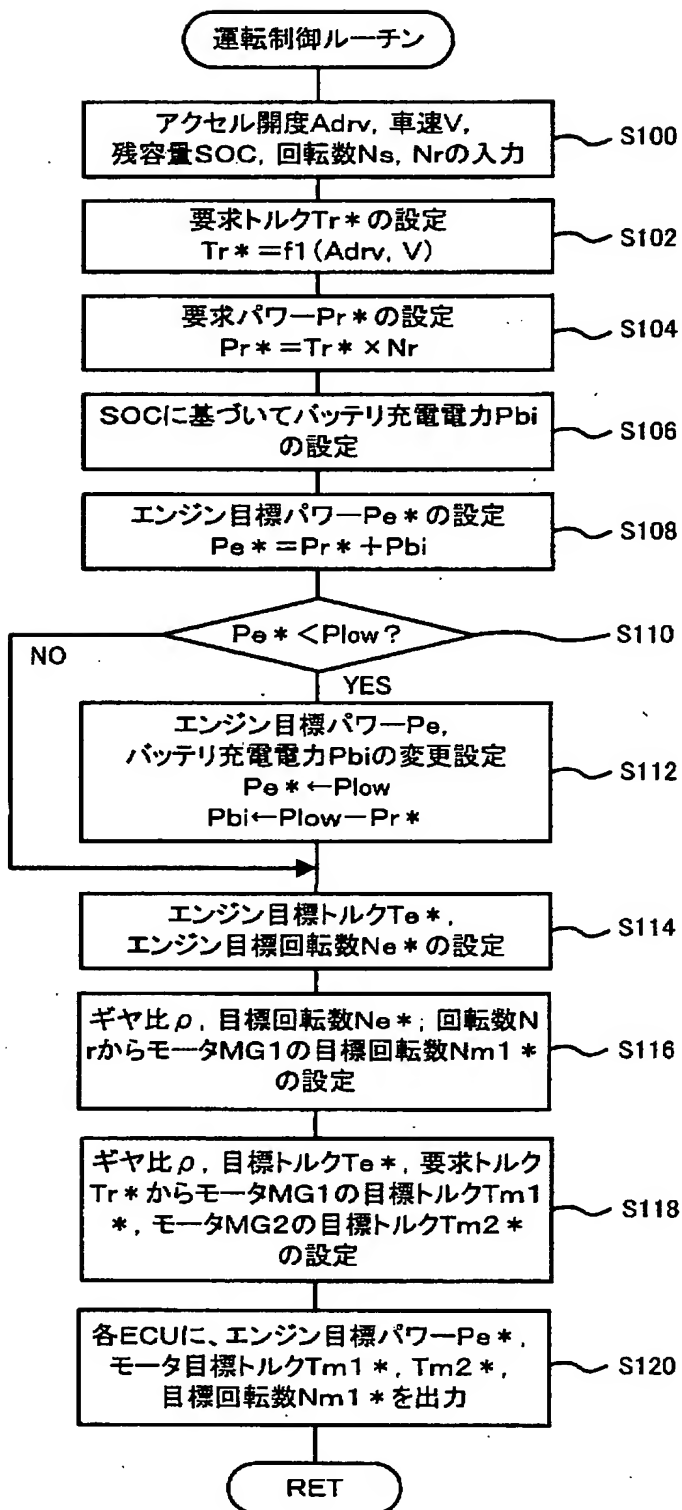 運転制御ルーチン
アクセル開度Adrv, 車速V,
残容量SOC, 回転数Ns, Nrの入力
S100
要求トルクTr*の設定
Tr*=f1(Adrv, V)
S102
要求パワーPr*の設定
Pr*=Tr*×Nr
S104
SOCに基づいてバッテリ充電電力Pbi
の設定
S106
エンジン目標パワーPe*の設定
Pe*=Pr*+Pbi
S108
Pe*<Plow?
S110
NO
YES
エンジン目標パワーPe,
バッテリ充電電力Pbiの変更設定
Pe*←Plow
Pbi←Plow−Pr*
S112
エンジン目標トルクTe*,
エンジン目標回転数Ne*の設定
S114
ギヤ比ρ, 目標回転数Ne*; 回転数N
rからモータMG1の目標回転数Nm1*
の設定
S116
ギヤ比ρ, 目標トルクTe*, 要求トルク
Tr*からモータMG1の目標トルクTm1
*, モータMG2の目標トルクTm2*
の設定
S118
各ECUに、エンジン目標パワーPe*,
モータ目標トルクTm1*, Tm2*,
目標回転数Nm1*を出力
S120
RET